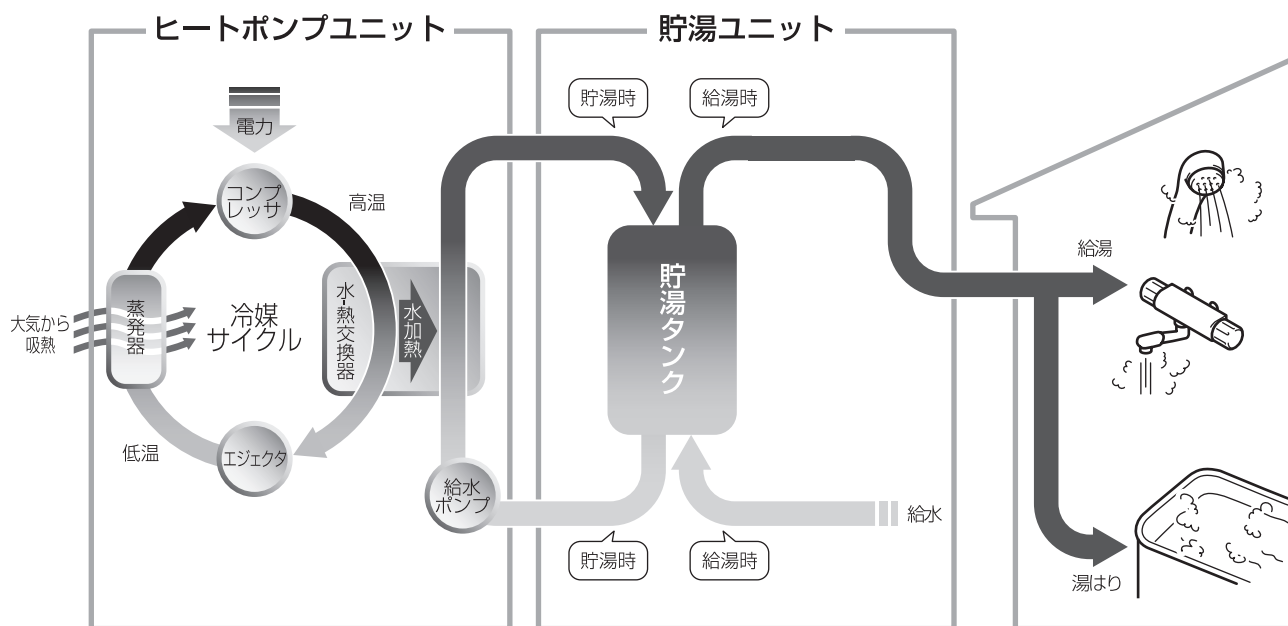 ヒートポンプユニット
貯湯ユニット
電力
コンプ
レッサ
高温
蒸発器
大気から
吸熱
冷媒
サイクル
水-熱交換器
水加熱
低温
エジェクタ
給水
ポンプ
貯湯時
給湯時
貯湯タンク
貯湯時
給湯時
給水
給湯
湯はり